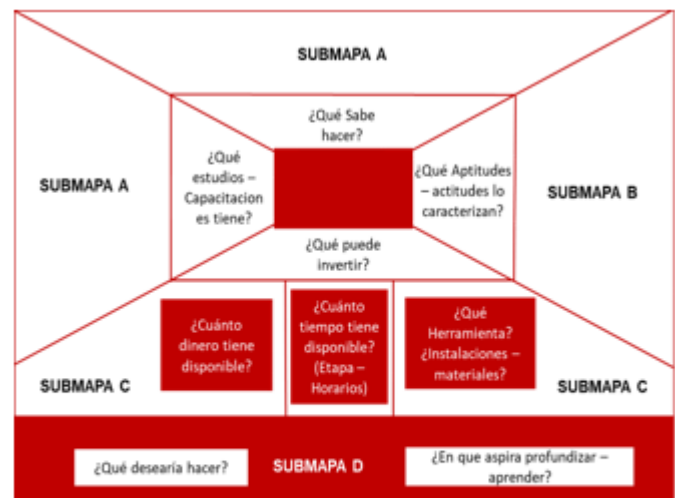 SUBMAPA A
¿Qué Sabe
hacer?
¿Qué
estudios –
Capacitacion
es tiene?
¿Qué Aptitudes
– actitudes lo
caracterizan?
SUBMAPA A
SUBMAPA B
¿Qué puede
invertir?
¿Cuánto
dinero tiene
disponible?
¿Cuánto
tiempo tiene
disponible?
(Etapa –
Horarios)
¿Qué
Herramienta?
¿Instalaciones –
materiales?
SUBMAPA C
SUBMAPA C
¿Qué desearía hacer?
SUBMAPA D
¿En que aspira profundizar –
aprender?